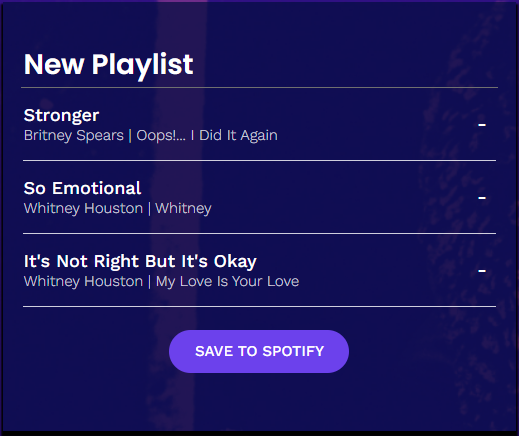 New Playlist
Stronger
Britney Spears | Oops!... I Did It Again
-
So Emotional
Whitney Houston | Whitney
-
It's Not Right But It's Okay
Whitney Houston | My Love Is Your Love
-
SAVE TO SPOTIFY